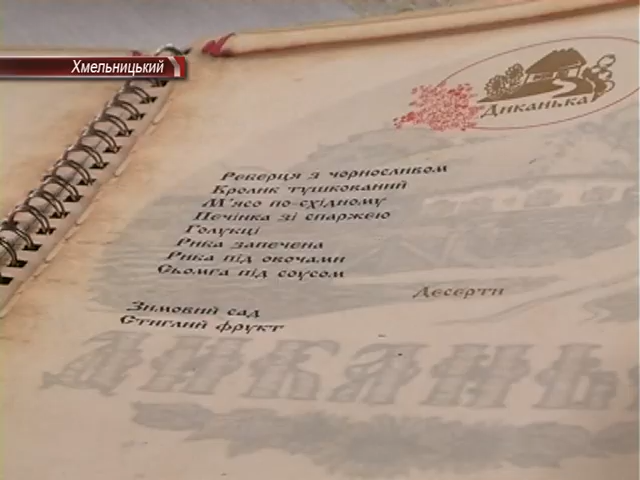 Хмельницький
Диканька
Реберця з чорносливом
Кролик тушкований
М'ясо по-східному
Печінка зі спаржею
Голубці
Риба запечена
Риба під овочами
Сьомга під соусом
Десерти
Зимовий сад
Стиглий фрукт
ДИКАНЬ